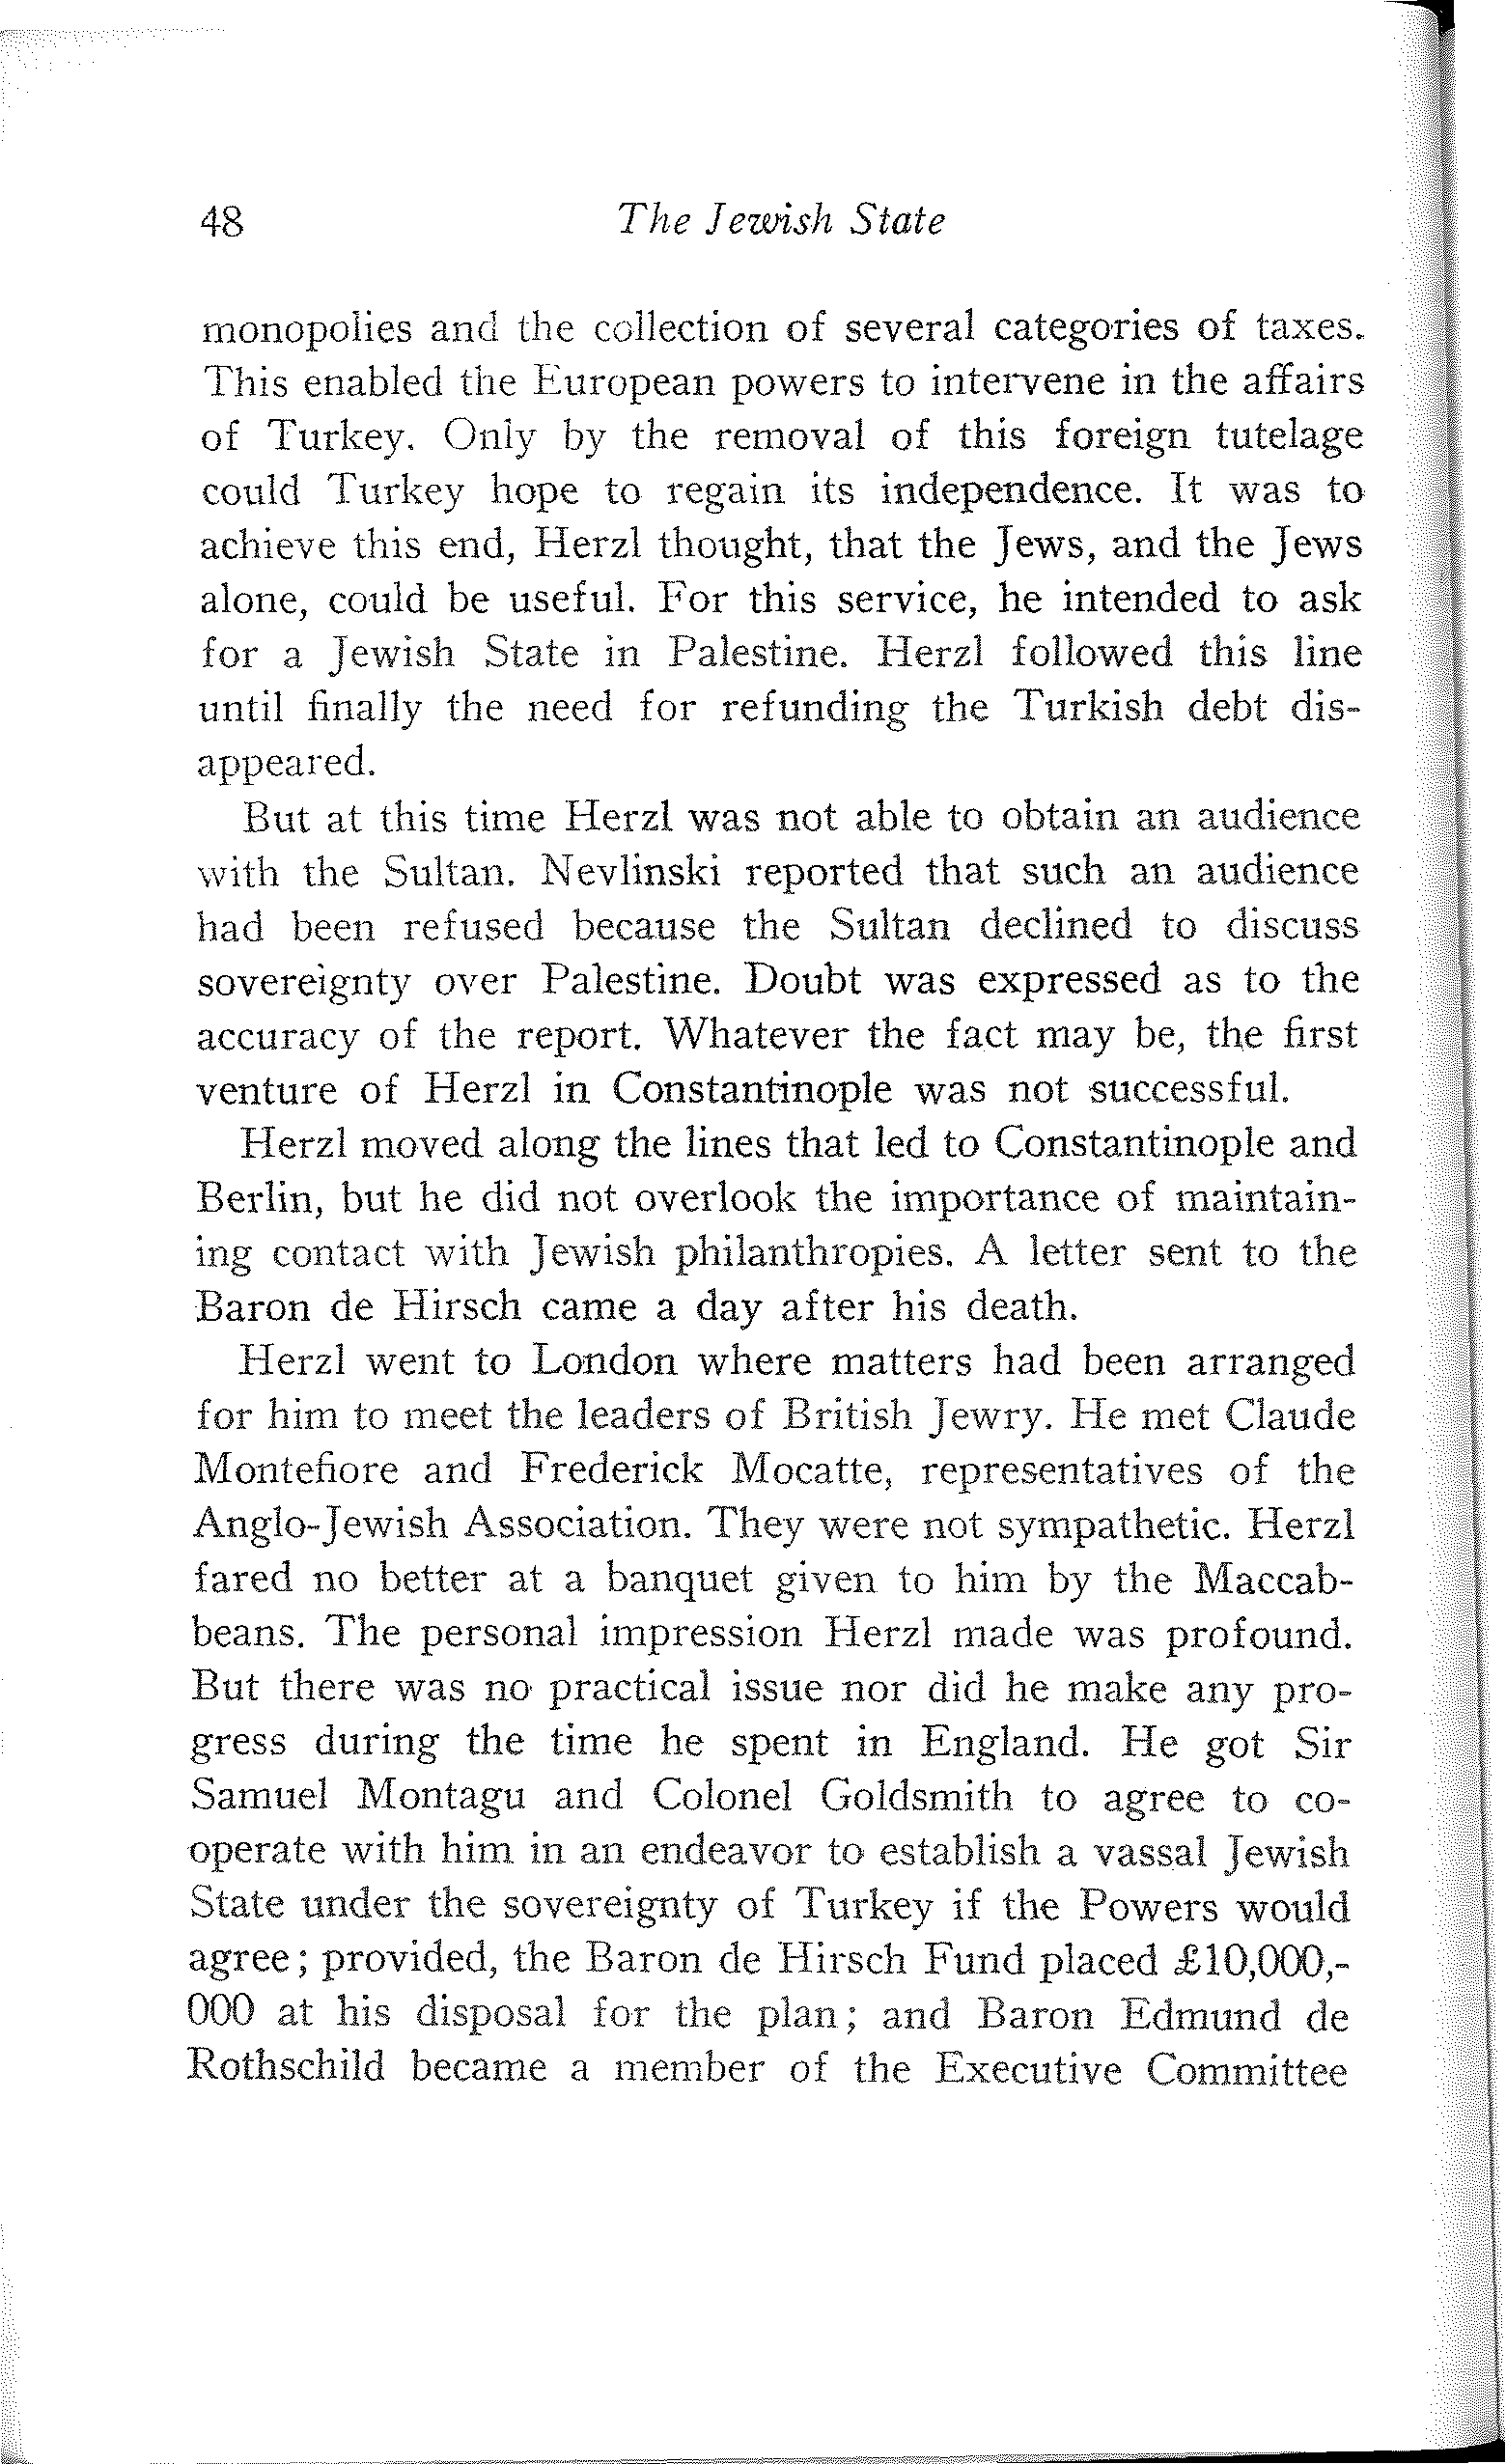 48 The Jewish State
monopolies and the collection of several categories of taxes.
This enabled the European powers to intervene in the affairs
of Turkey. Only by the removal of this foreign tutelage
could Turkey hope to regain its independence. It was to
achieve this end, Herzl thought, that the Jews, and the Jews
alone, could be useful. For this service, he intended to ask
for a Jewish State in Palestine. Herzl followed this line
until finally the need for refunding the Turkish debt dis-
appeared.
But at this time Herzl was not able to obtain an audience
with the Sultan. Nevlinski reported that such an audience
had been refused because the Sultan declined to discuss
sovereignty over Palestine. Doubt was expressed as to the
accuracy of the report. Whatever the fact may be, the first
venture of Herzl in Constantinople was not successful.
Herzl moved along the lines that led to Constantinople and
Berlin, but he did not overlook the importance of maintain-
ing contact with Jewish philanthropies. A letter sent to the
Baron de Hirsch came a day after his death.
Herzl went to London where matters had been arranged
for him to meet the leaders of British Jewry. He met Claude
Montefiore and Frederick Mocatte, representatives of the
Anglo-Jewish Association. They were not sympathetic. Herzl
fared no better at a banquet given to him by the Maccab-
beans. The personal impression Herzl made was profound.
But there was no practical issue nor did he make any pro-
gress during the time he spent in England. He got Sir
Samuel Montagu and Colonel Goldsmith to agree to co-
operate with him in an endeavor to establish a vassal Jewish
State under the sovereignty of Turkey if the Powers would
agree; provided, the Baron de Hirsch Fund placed £10,000,-
000 at his disposal for the plan; and Baron Edmund de
Rothschild became a member of the Executive Committee